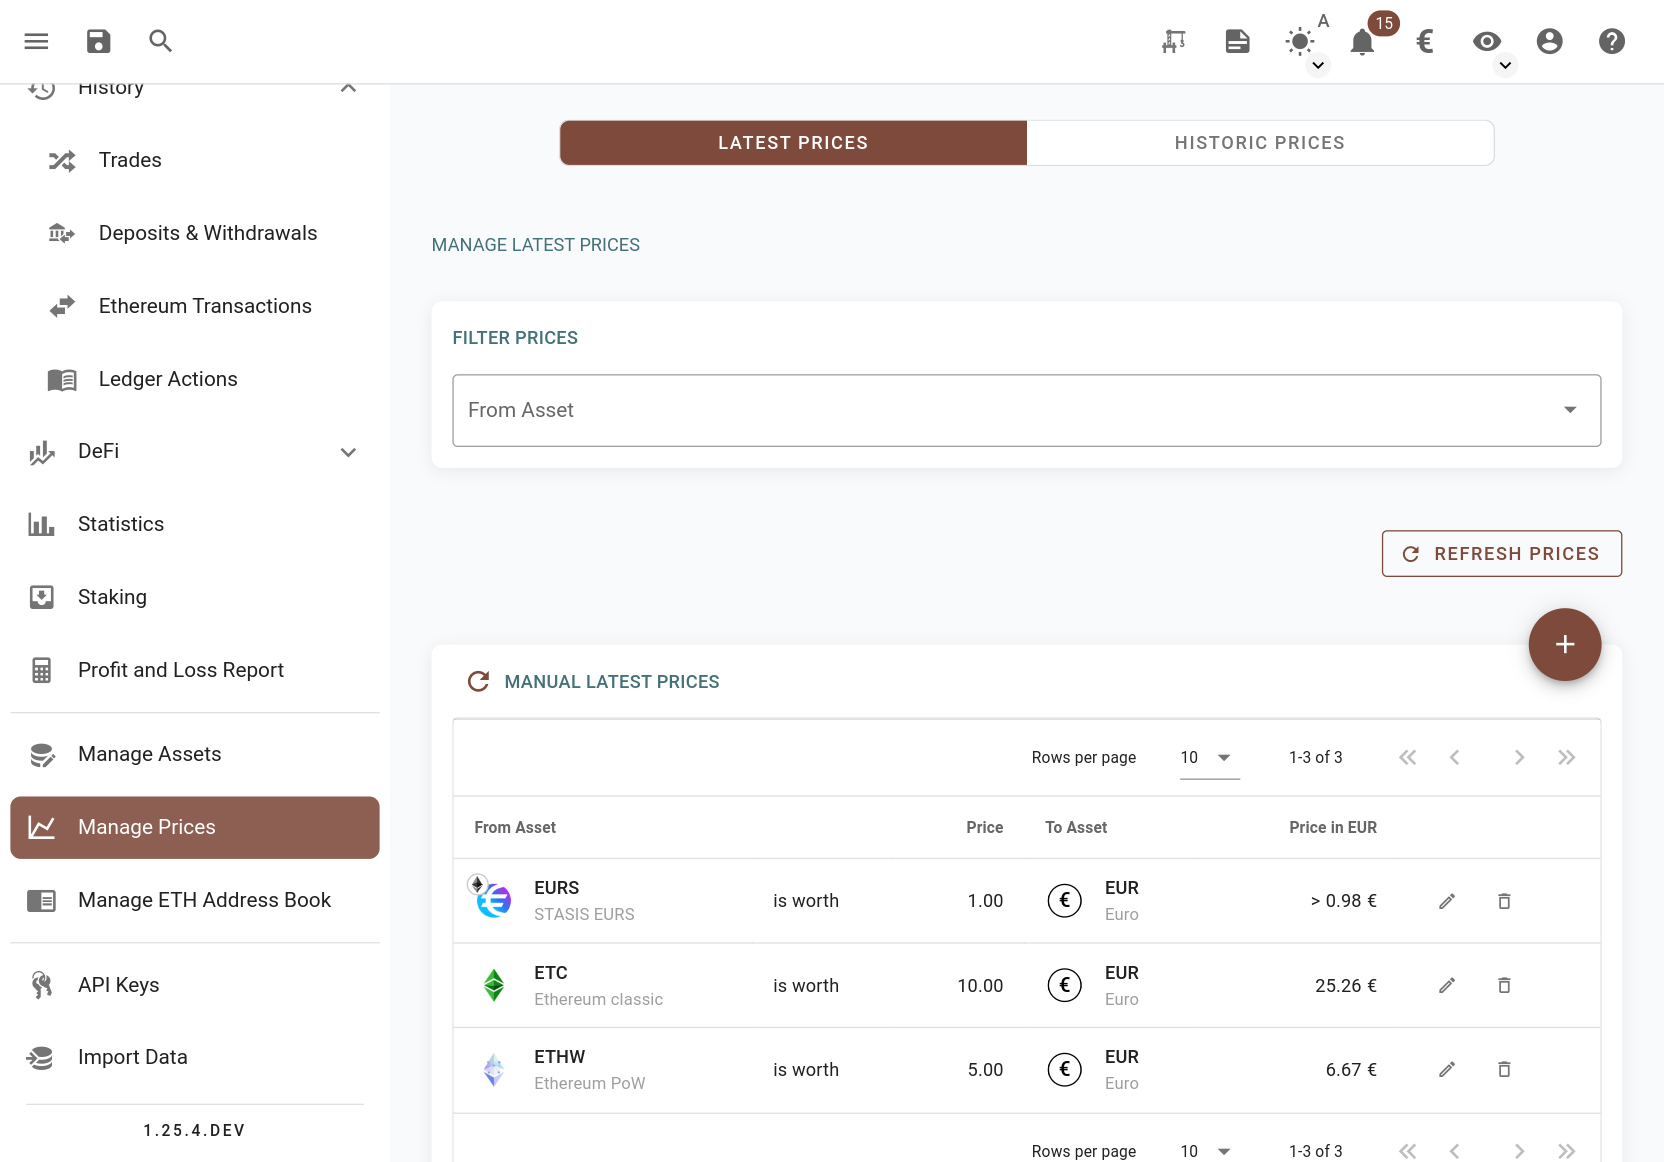 A
15
€
History
Trades
Deposits & Withdrawals
Ethereum Transactions
Ledger Actions
DeFi
Statistics
Staking
Profit and Loss Report
Manage Assets
Manage Prices
Manage ETH Address Book
API Keys
Import Data
1.25.4.DEV
LATEST PRICES
HISTORIC PRICES
MANAGE LATEST PRICES
FILTER PRICES
From Asset
REFRESH PRICES
MANUAL LATEST PRICES
Rows per page 10 1-3 of 3
From Asset Price To Asset Price in EUR
EURS is worth 1.00 € EUR > 0.98 €
STASIS EURS Euro
ETC is worth 10.00 € EUR 25.26 €
Ethereum classic Euro
ETHW is worth 5.00 € EUR 6.67 €
Ethereum PoW Euro
Rows per page 10 1-3 of 3